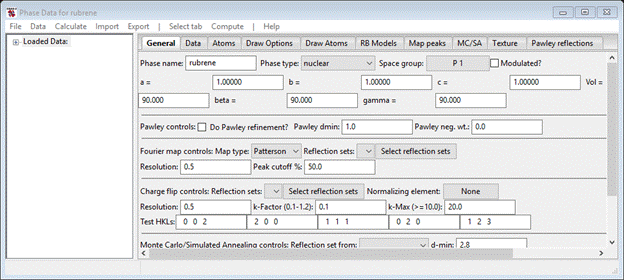 Phase Data for rubrene
File Data Calculate Import Export | Select tab Compute | Help
Loaded Data:
General Data Atoms Draw Options Draw Atoms RB Models Map peaks MC/SA Texture Pawley reflections
Phase name: rubrene Phase type: nuclear Space group: P 1 Modulated?
a = 1.00000 b = 1.00000 c = 1.00000 Vol =
90.000 beta = 90.000 gamma = 90.000
Pawley controls: Do Pawley refinement? Pawley dmin: 1.0 Pawley neg. wt.: 0.0
Fourier map controls: Map type: Patterson Reflection sets: Select reflection sets
Resolution: 0.5 Peak cutoff %: 50.0
Charge flip controls: Reflection sets: Select reflection sets Normalizing element: None
Resolution: 0.5 k-Factor (0.1-1.2): 0.1 k-Max (>=10.0): 20.0
Test HKLs: 0 0 2 2 0 0 1 1 1 0 2 0 1 2 3
Monte Carlo/Simulated Annealing controls: Reflection set from: d-min: 2.8